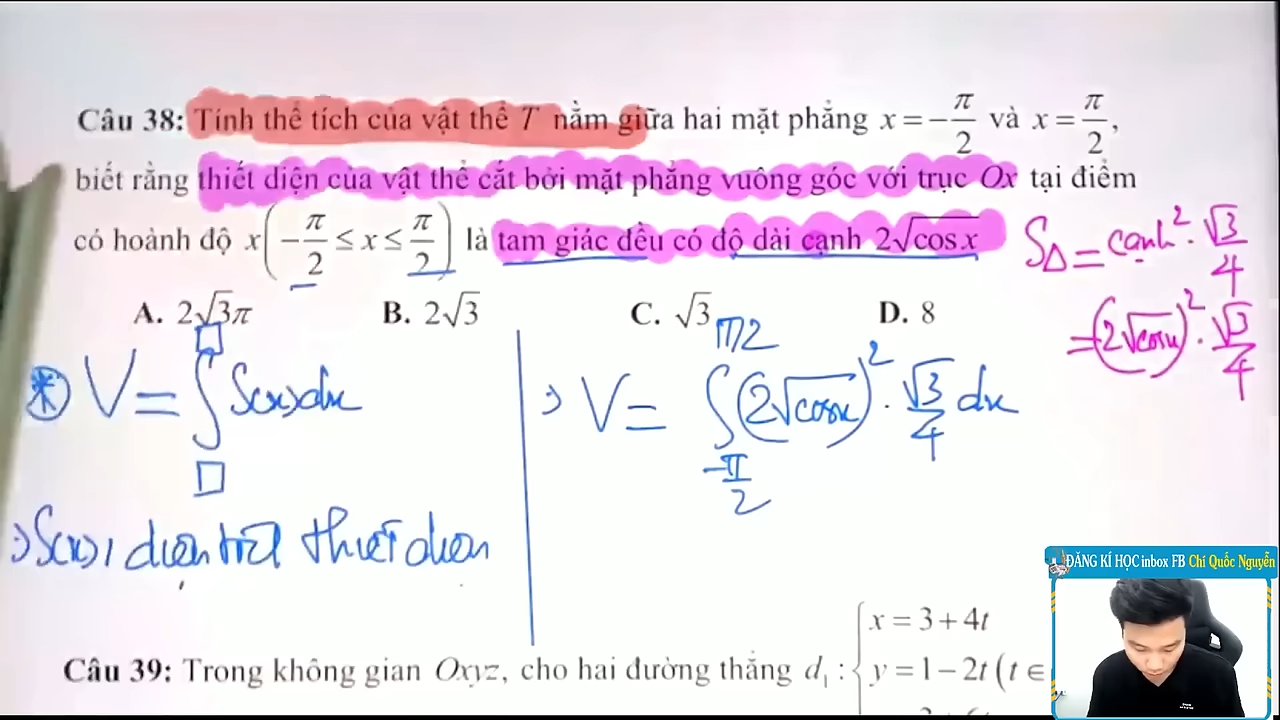 Câu 38: Tính thể tích của vật thể T nằm giữa hai mặt phẳng x = −π/2 và x = π/2,
biết rằng thiết diện của vật thể cắt bởi mặt phẳng vuông góc với trục Ox tại điểm
có hoành độ x(−π/2 ≤ x ≤ π/2) là tam giác đều có độ dài cạnh 2√cos x
S△ = cạnh² · √3/4
= (2√cosx)² · √3/4
A. 2√3π B. 2√3 C. √3 D. 8
V = ∫ S(x)dx
⇒ V = ∫ π/2 −π/2 (2√cosx)² · √3/4 dx
⇒ S(x): diện tích thiết diện
ĐĂNG KÍ HỌC inbox FB Chí Quốc Nguyễn
Câu 39: Trong không gian Oxyz, cho hai đường thẳng d₁ : { x = 3 + 4t
y = 1 − 2t (t ∈